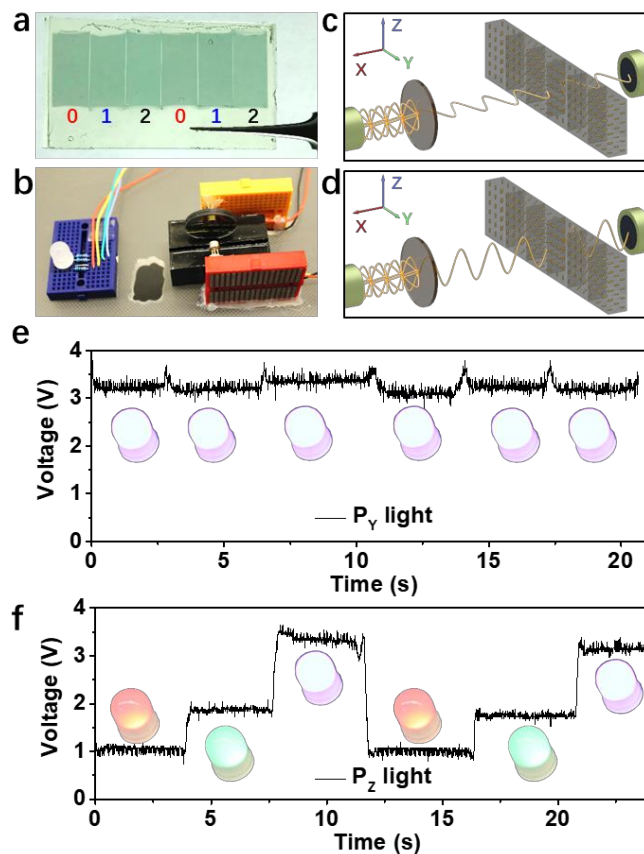 a
0 1 2 0 1 2
b
c
Z
X
Y
d
Z
X
Y
e
4
3
2
1
0
Voltage (V)
P_Y light
0 5 10 15 20
Time (s)
f
4
3
2
1
0
Voltage (V)
P_Z light
0 5 10 15 20
Time (s)